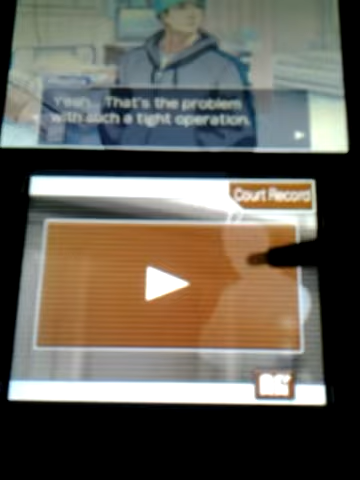 Yeah... That's the problem
with such a tight operation.
Court Record